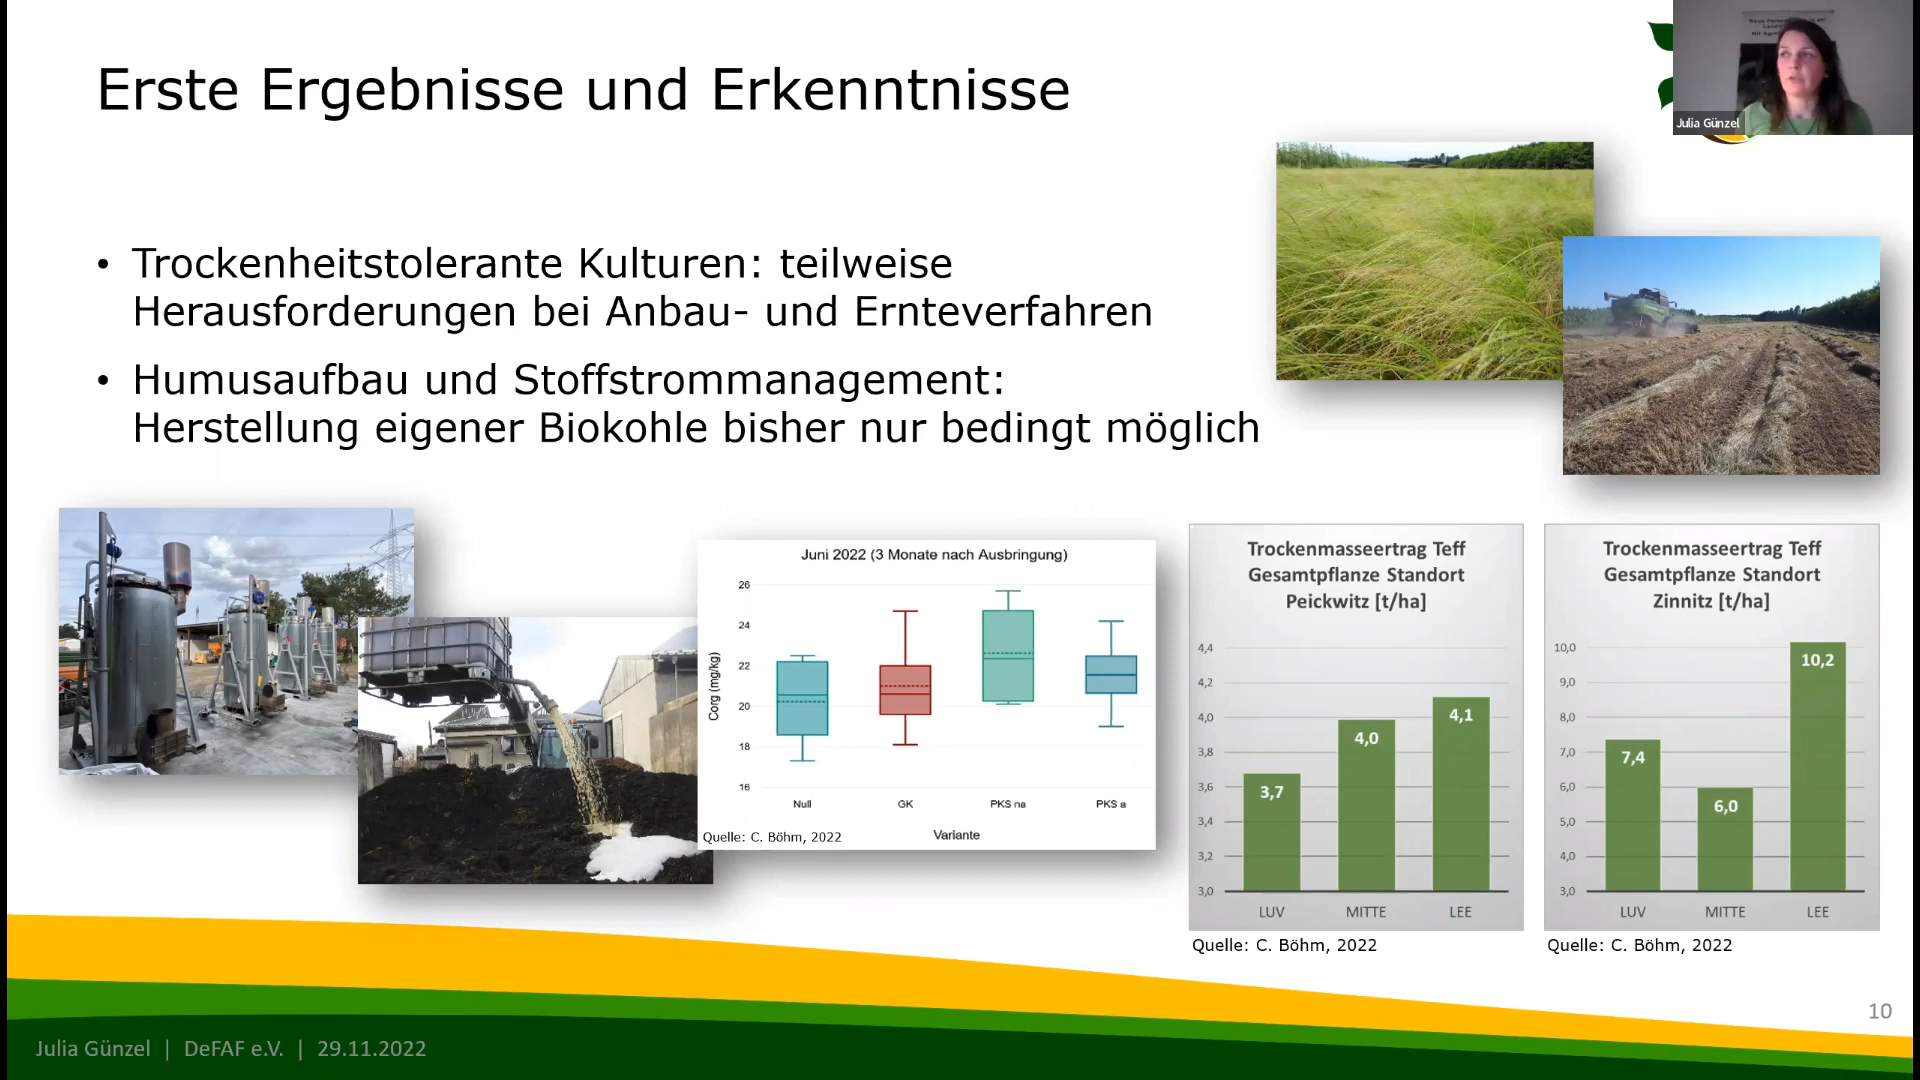 Erste Ergebnisse und Erkenntnisse
Julia Günzel
• Trockenheitstolerante Kulturen: teilweise
Herausforderungen bei Anbau- und Ernteverfahren
• Humusaufbau und Stoffstrommanagement:
Herstellung eigener Biokohle bisher nur bedingt möglich
Juni 2022 (3 Monate nach Ausbringung)
Corg (mg/kg)
26
24
22
20
18
16
Null GK PKS na PKS a
Variante
Quelle: C. Böhm, 2022
Trockenmasseertrag Teff
Gesamtpflanze Standort
Peickwitz [t/ha]
4,4
4,2
4,0
3,8
3,6
3,4
3,2
3,0
3,7
4,0
4,1
LUV MITTE LEE
Quelle: C. Böhm, 2022
Trockenmasseertrag Teff
Gesamtpflanze Standort
Zinnitz [t/ha]
10,0
9,0
8,0
7,0
6,0
5,0
4,0
3,0
7,4
6,0
10,2
LUV MITTE LEE
Quelle: C. Böhm, 2022
10
Julia Günzel | DeFAF e.V. | 29.11.2022